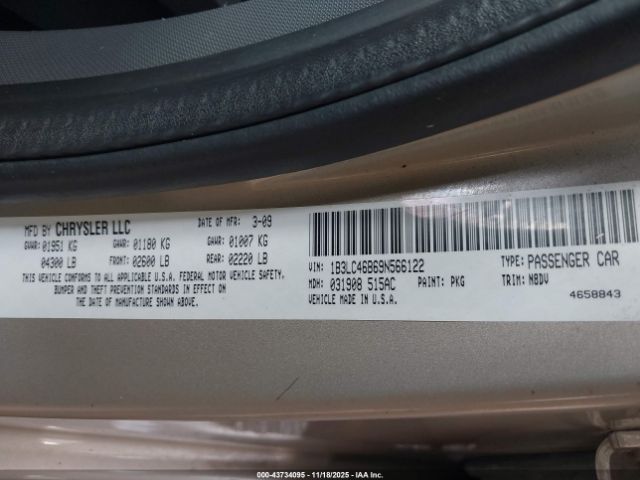 MFD BY CHRYSLER LLC DATE OF MFR: 3-09
GVWR: 01951 KG GAWR: 01180 KG GAWR: 01007 KG
04300 LB FRONT: 02600 LB REAR: 02220 LB
THIS VEHICLE CONFORMS TO ALL APPLICABLE U.S.A. FEDERAL MOTOR VEHICLE SAFETY,
BUMPER AND THEFT PREVENTION STANDARDS IN EFFECT ON
THE DATE OF MANUFACTURE SHOWN ABOVE.
VIN: 1B3LC46B69N566122 TYPE: PASSENGER CAR
MDH: 031908 515AC PAINT: PKG TRIM: N8DV
VEHICLE MADE IN U.S.A. 4658843
000-43734095 11/18/2025 IAA Inc.